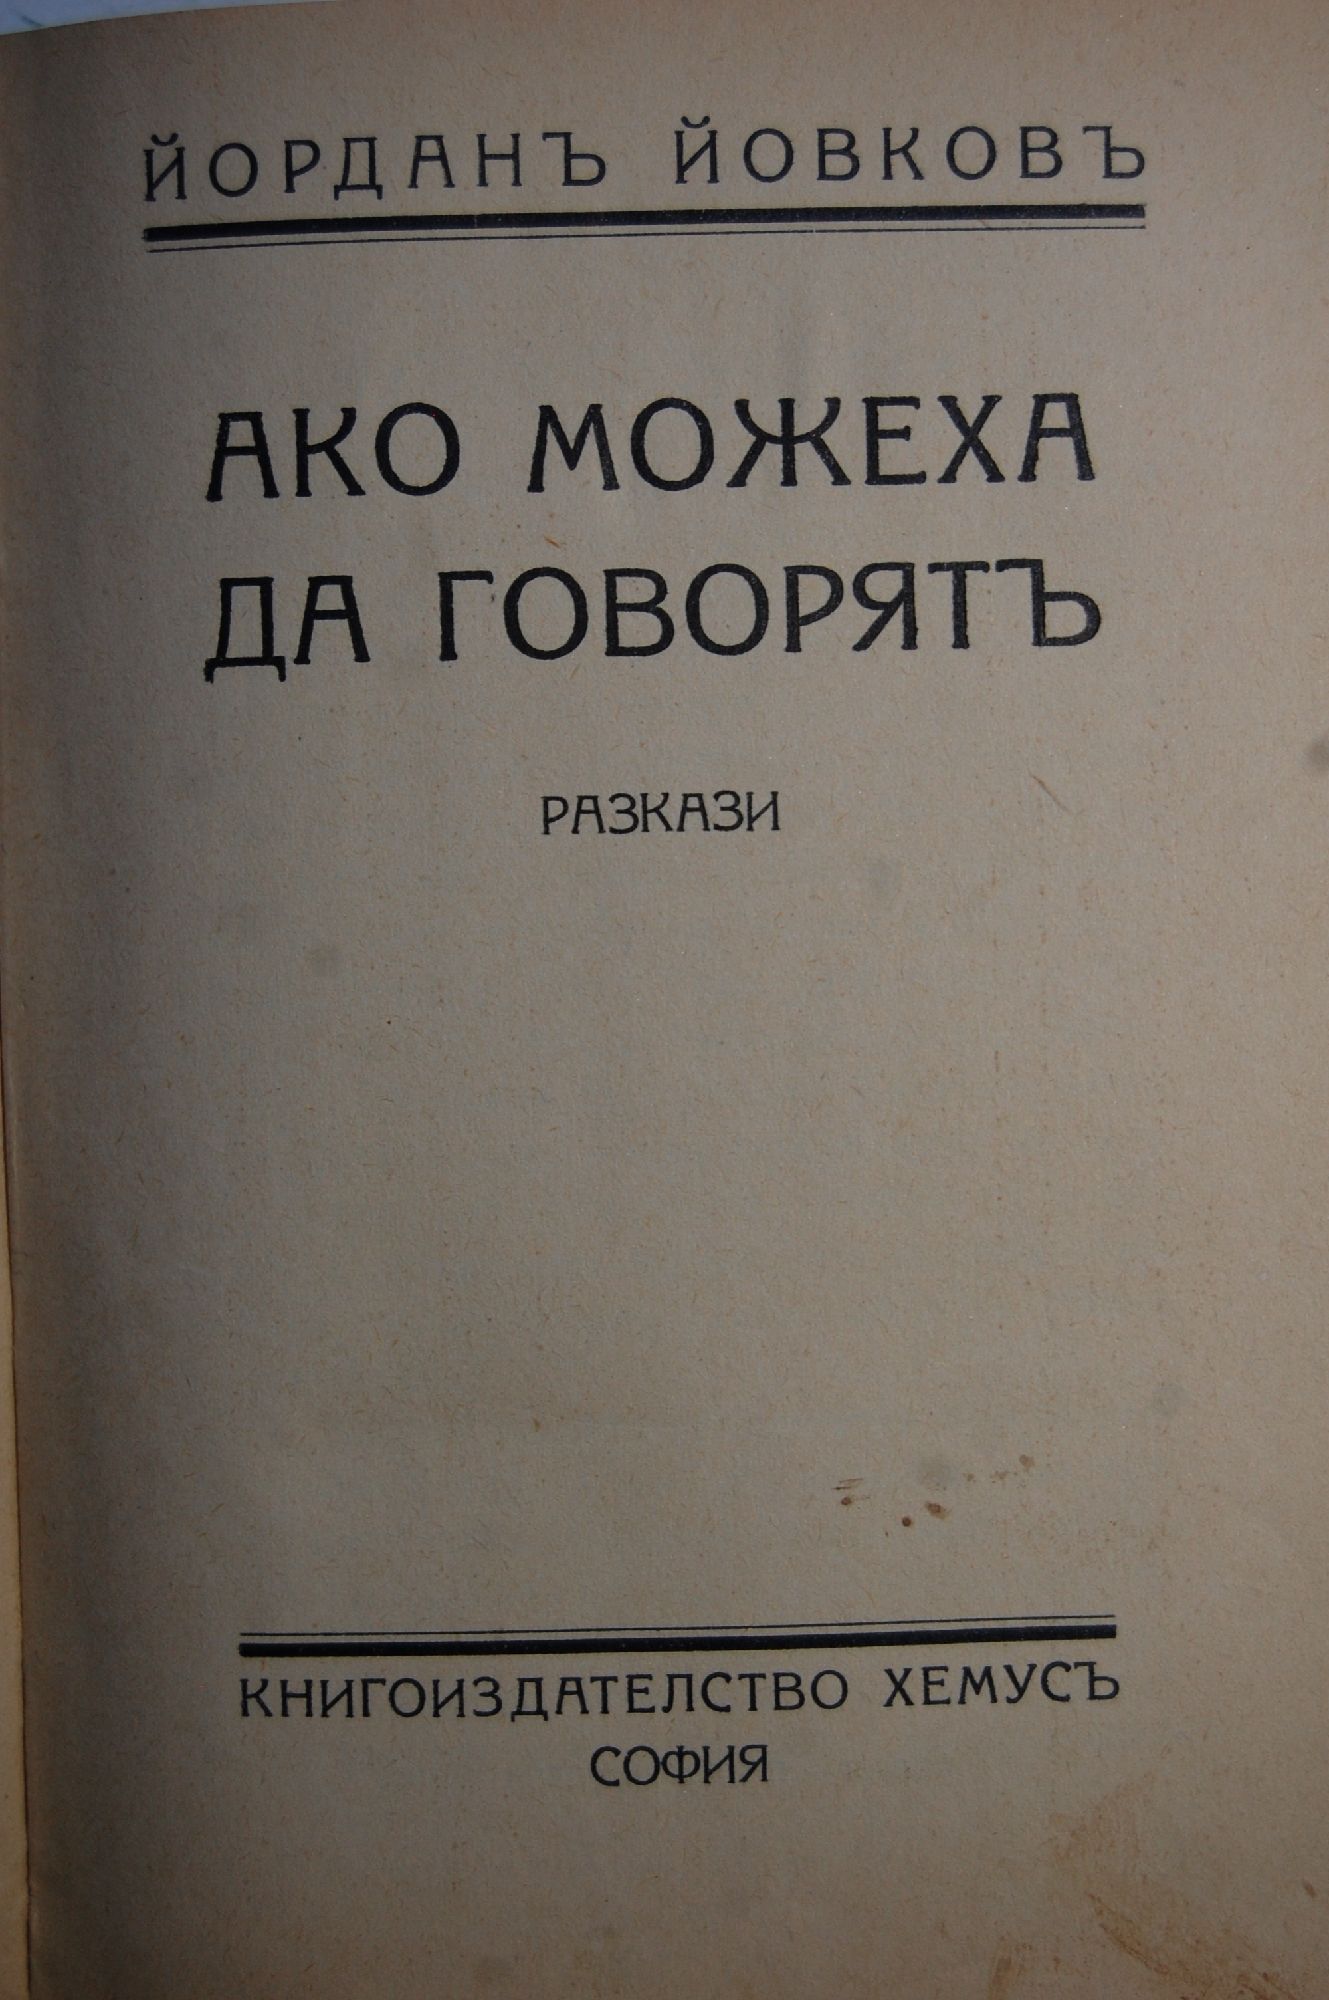 ЙОРДАНЪ ЙОВКОВЪ
АКО МОЖЕХА
ДА ГОВОРЯТЪ
РАЗКАЗИ
КНИГОИЗДАТЕЛСТВО ХЕМУСЪ
СОФИЯ